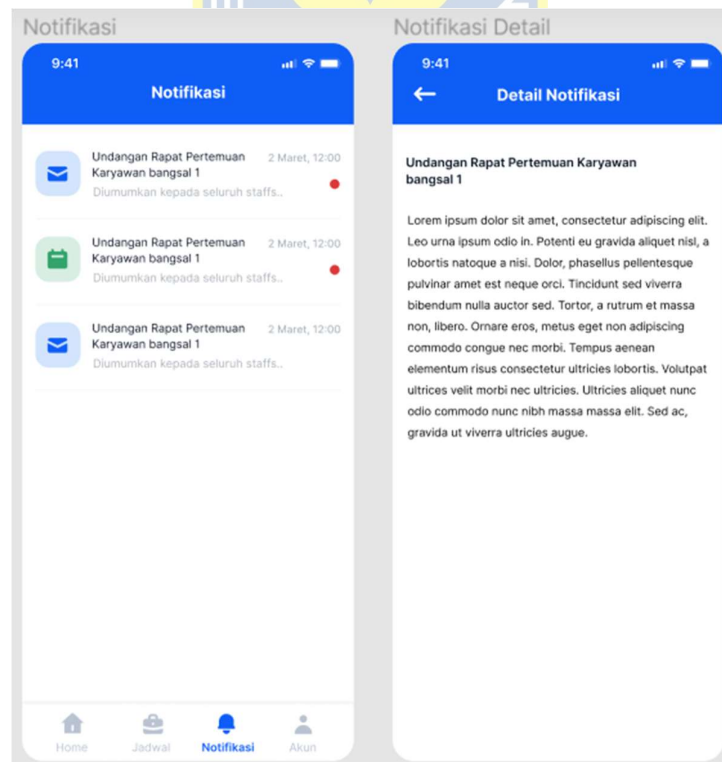 Notifikasi
9:41
Notifikasi
Undangan Rapat Pertemuan
Karyawan bangsal 1
2 Maret, 12:00
Diumumkan kepada seluruh staffs..
Undangan Rapat Pertemuan
Karyawan bangsal 1
2 Maret, 12:00
Diumumkan kepada seluruh staffs..
Undangan Rapat Pertemuan
Karyawan bangsal 1
2 Maret, 12:00
Diumumkan kepada seluruh staffs..
Home
Jadwal
Notifikasi
Akun
Notifikasi Detail
9:41
Detail Notifikasi
Undangan Rapat Pertemuan Karyawan
bangsal 1
Lorem ipsum dolor sit amet, consectetur adipiscing elit.
Leo urna ipsum odio in. Potenti eu gravida aliquet nisl, a
lobortis natoque a nisi. Dolor, phasellus pellentesque
pulvinar amet est neque orci. Tincidunt sed viverra
bibendum nulla auctor sed. Tortor, a rutrum et massa
non, libero. Ornare eros, metus eget non adipiscing
commodo congue nec morbi. Tempus aenean
elementum risus consectetur ultricies lobortis. Volutpat
ultrices velit morbi nec ultricies. Ultricies aliquet nunc
odio commodo nunc nibh massa massa elit. Sed ac,
gravida ut viverra ultricies augue.